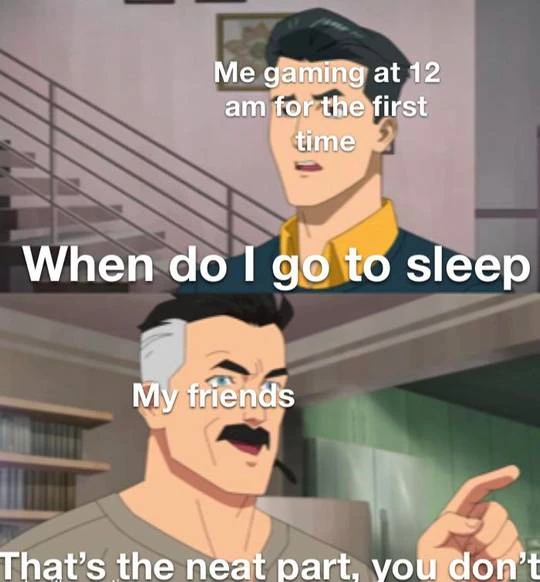 Me gaming at 12
am for the first
time
When do I go to sleep
My friends
That's the neat part, you don't